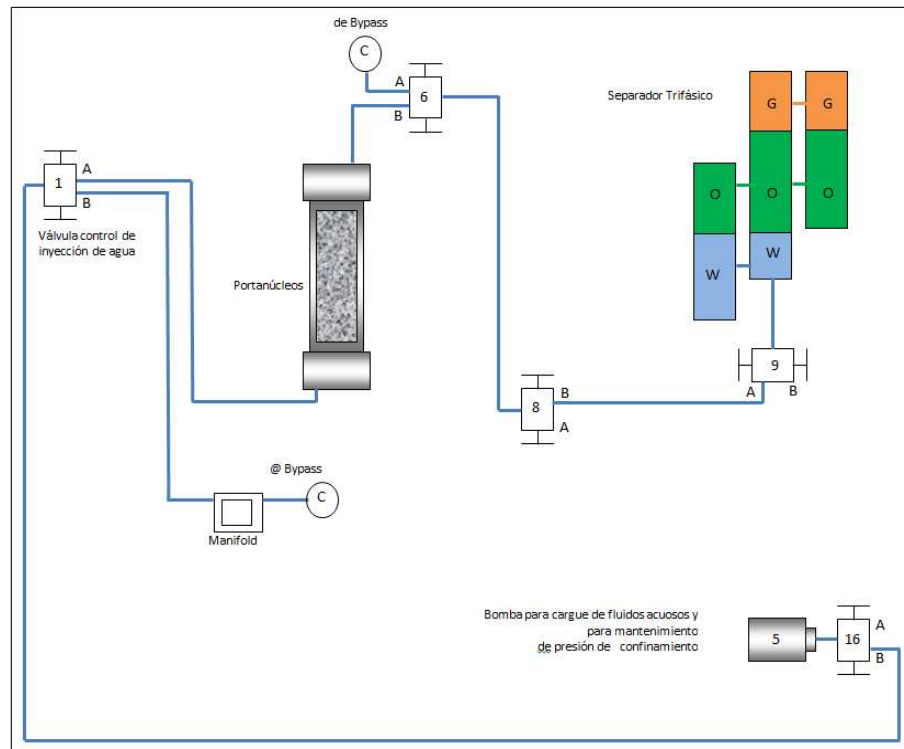 de Bypass
C
A
6
B
Separador Trifásico
G
G
O
O
O
W
W
1
A
B
Válvula control de
inyección de agua
Portanúcleos
9
A
B
8
B
A
@ Bypass
C
Manifold
Bomba para cargue de fluidos acuosos y
para mantenimiento
de presión de confinamiento
5
16
A
B